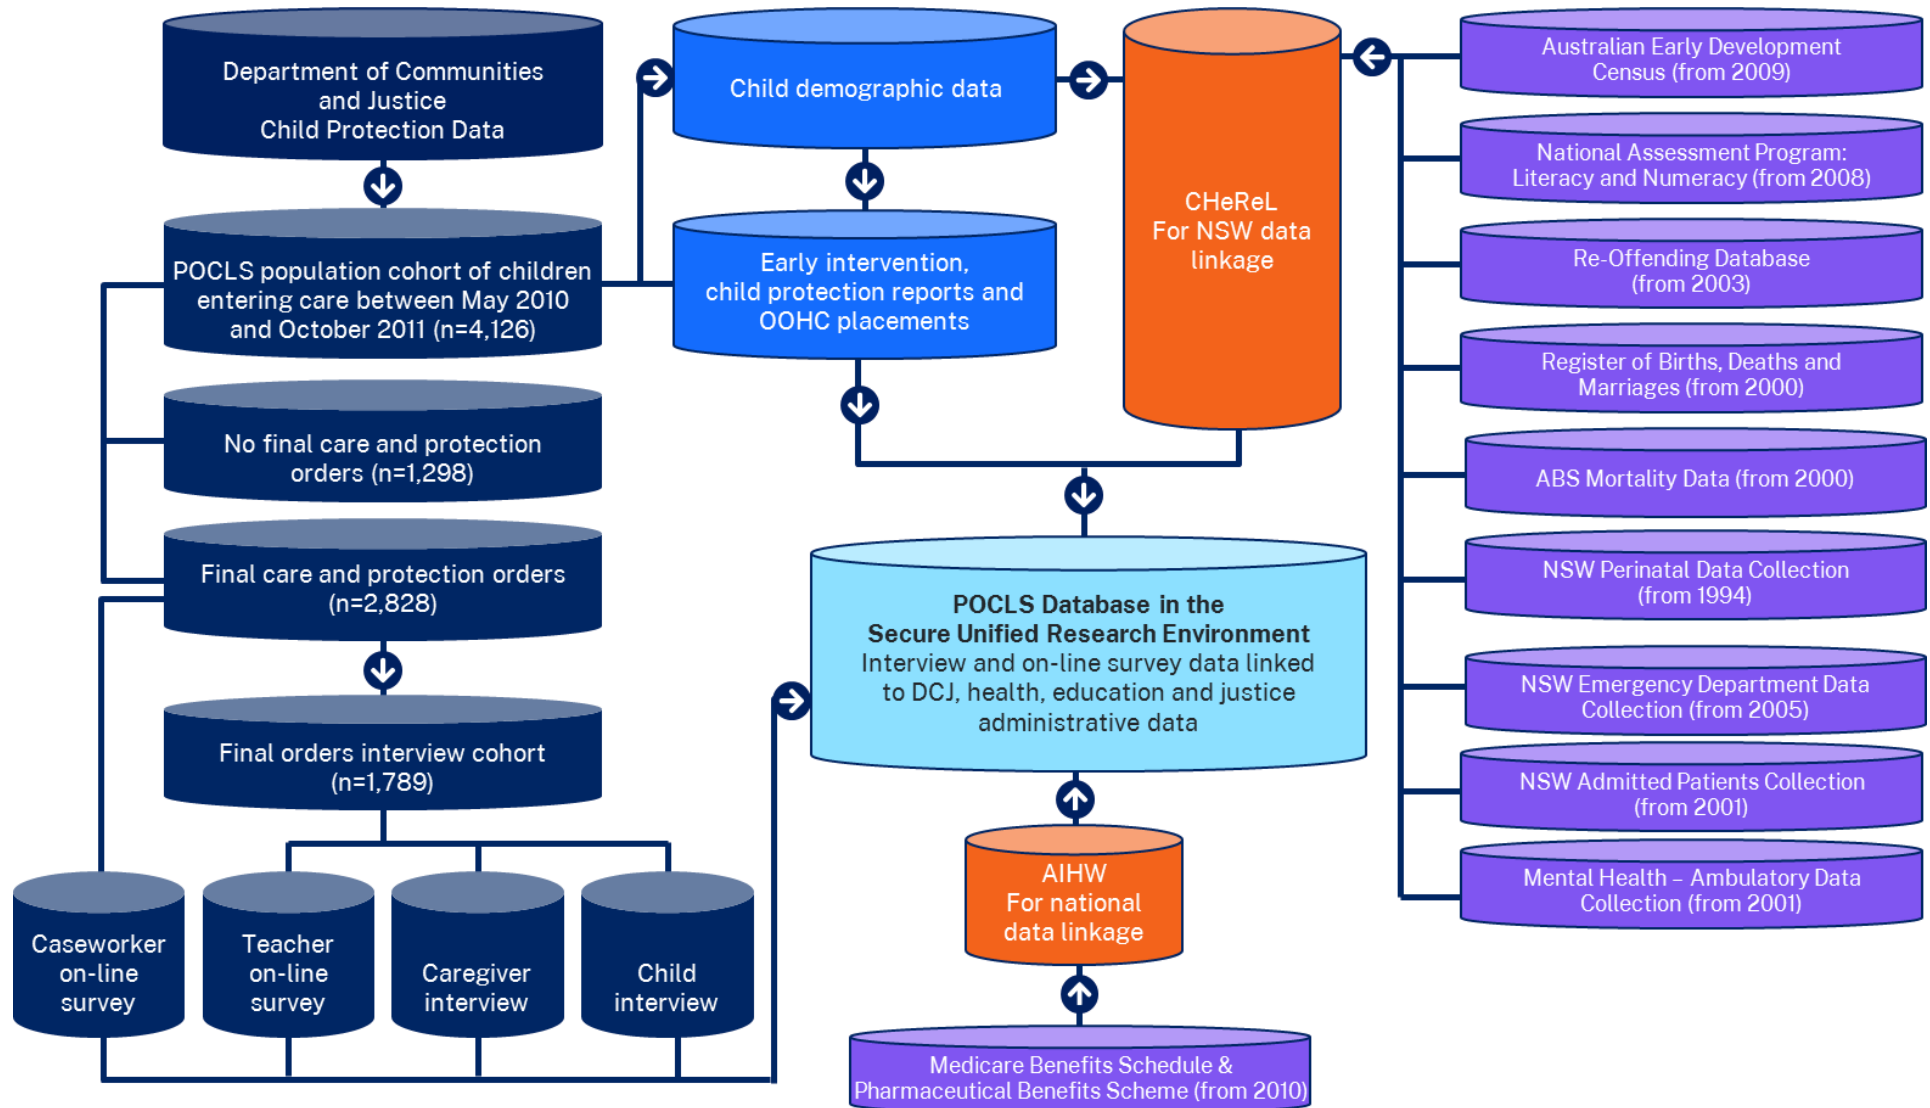 Department of Communities
and Justice
Child Protection Data
POCLS population cohort of children
entering care between May 2010
and October 2011 (n=4,126)
No final care and protection
orders (n=1,298)
Final care and protection orders
(n=2,828)
Final orders interview cohort
(n=1,789)
Caseworker
on-line
survey
Teacher
on-line
survey
Caregiver
interview
Child
interview
Child demographic data
Early intervention,
child protection reports and
OOHC placements
CHeReL
For NSW data
linkage
POCLS Database in the
Secure Unified Research Environment
Interview and on-line survey data linked
to DCJ, health, education and justice
administrative data
AIHW
For national
data linkage
Medicare Benefits Schedule &
Pharmaceutical Benefits Scheme (from 2010)
Australian Early Development
Census (from 2009)
National Assessment Program:
Literacy and Numeracy (from 2008)
Re-Offending Database
(from 2003)
Register of Births, Deaths and
Marriages (from 2000)
ABS Mortality Data (from 2000)
NSW Perinatal Data Collection
(from 1994)
NSW Emergency Department Data
Collection (from 2005)
NSW Admitted Patients Collection
(from 2001)
Mental Health – Ambulatory Data
Collection (from 2001)